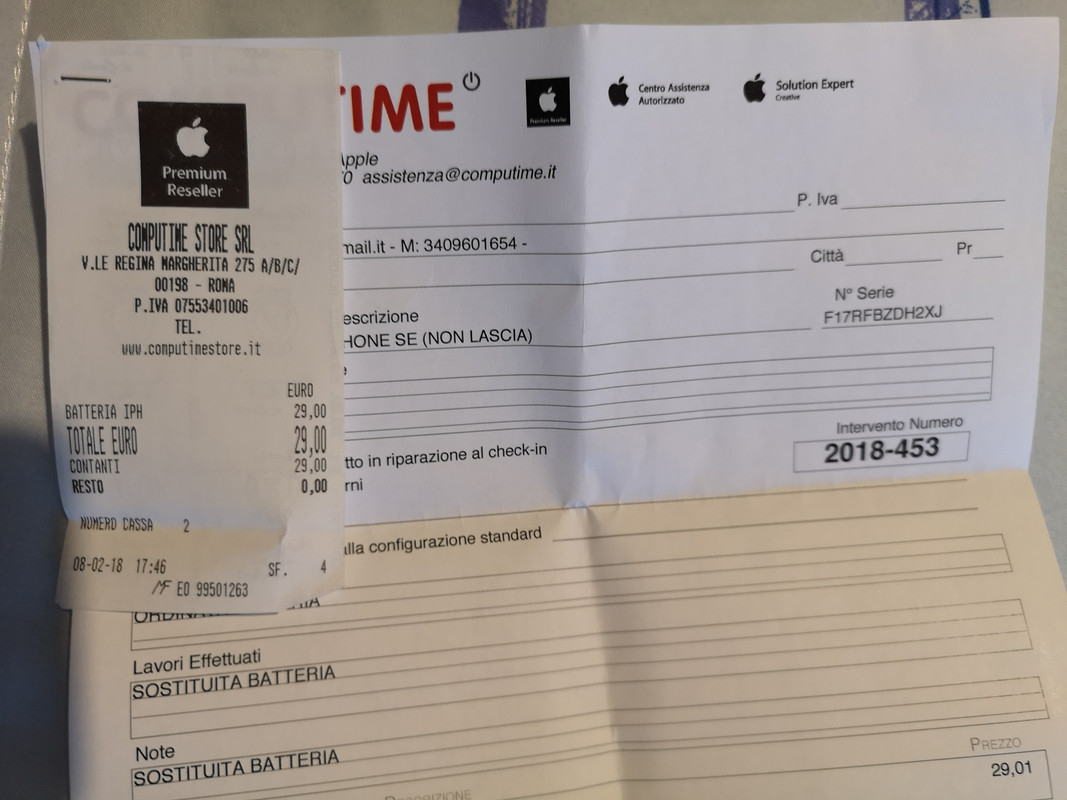 Premium
Reseller
COMPUTIME STORE SRL
V.LE REGINA MARGHERITA 275 A/B/C/
00198 - ROMA
P.IVA 07553401006
TEL.
www.computimestore.it
EURO
BATTERIA IPH 29,00
TOTALE EURO 29,00
CONTANTI 29,00
RESTO 0,00
NUMERO CASSA 2
08-02-18 17:46 SF. 4
MF EO 99501263
TIME
Premium Reseller
Centro Assistenza
Autorizzato
Solution Expert
Creative
Apple
0 assistenza@computime.it
P. Iva
mail.it - M: 3409601654 -
Città Pr
escrizione
N° Serie
HONE SE (NON LASCIA)
F17RFBZDH2XJ
e
Intervento Numero
2018-453
tto in riparazione al check-in
rni
alla configurazione standard
Lavori Effettuati
SOSTITUITA BATTERIA
Note
SOSTITUITA BATTERIA
DESCRIZIONE
PREZZO
29,01